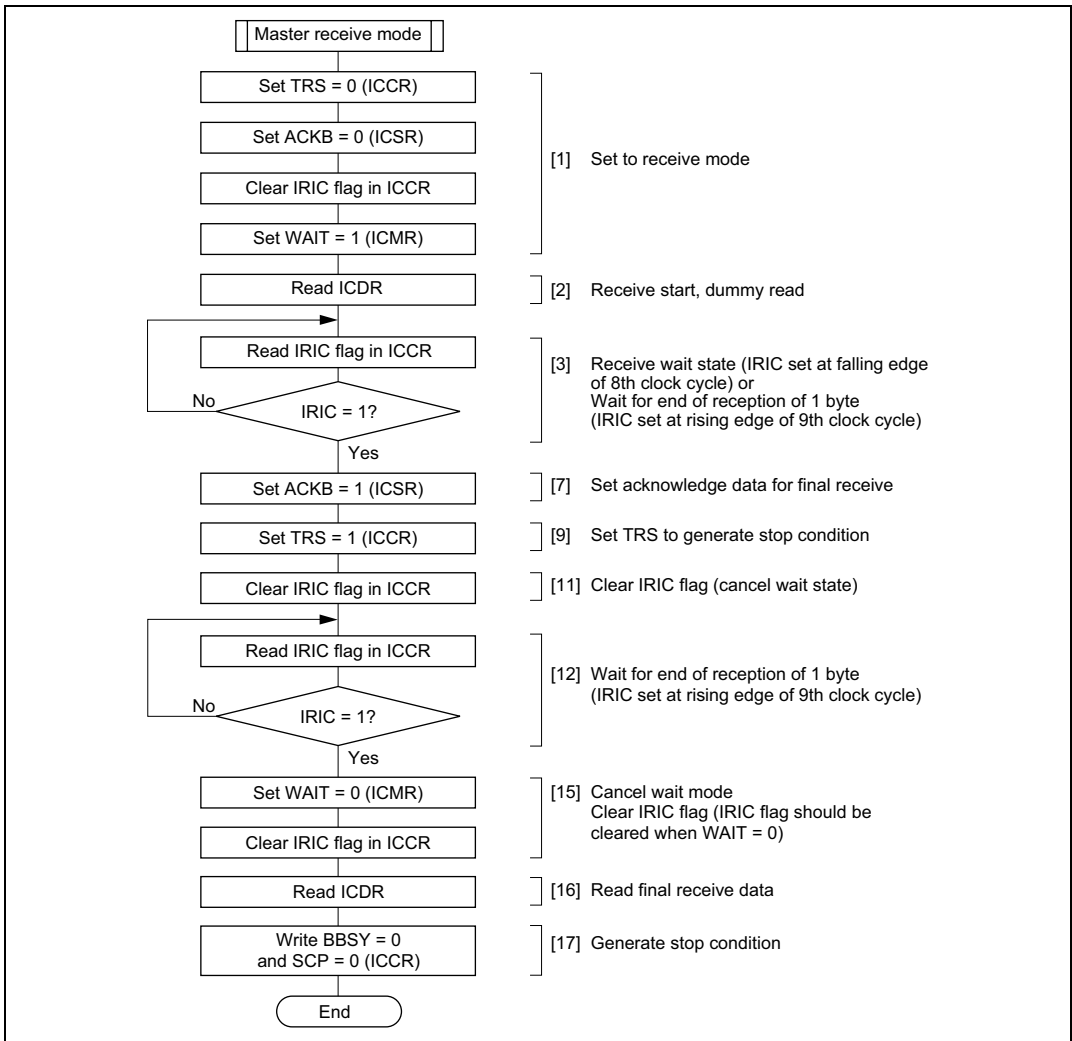 Master receive mode
Set TRS = 0 (ICCR)
Set ACKB = 0 (ICSR)
Clear IRIC flag in ICCR
Set WAIT = 1 (ICMR)
[1] Set to receive mode
Read ICDR
[2] Receive start, dummy read
Read IRIC flag in ICCR
No
IRIC = 1?
Yes
[3] Receive wait state (IRIC set at falling edge
of 8th clock cycle) or
Wait for end of reception of 1 byte
(IRIC set at rising edge of 9th clock cycle)
Set ACKB = 1 (ICSR)
[7] Set acknowledge data for final receive
Set TRS = 1 (ICCR)
[9] Set TRS to generate stop condition
Clear IRIC flag in ICCR
[11] Clear IRIC flag (cancel wait state)
Read IRIC flag in ICCR
No
IRIC = 1?
Yes
[12] Wait for end of reception of 1 byte
(IRIC set at rising edge of 9th clock cycle)
Set WAIT = 0 (ICMR)
Clear IRIC flag in ICCR
[15] Cancel wait mode
Clear IRIC flag (IRIC flag should be
cleared when WAIT = 0)
Read ICDR
[16] Read final receive data
Write BBSY = 0
and SCP = 0 (ICCR)
[17] Generate stop condition
End